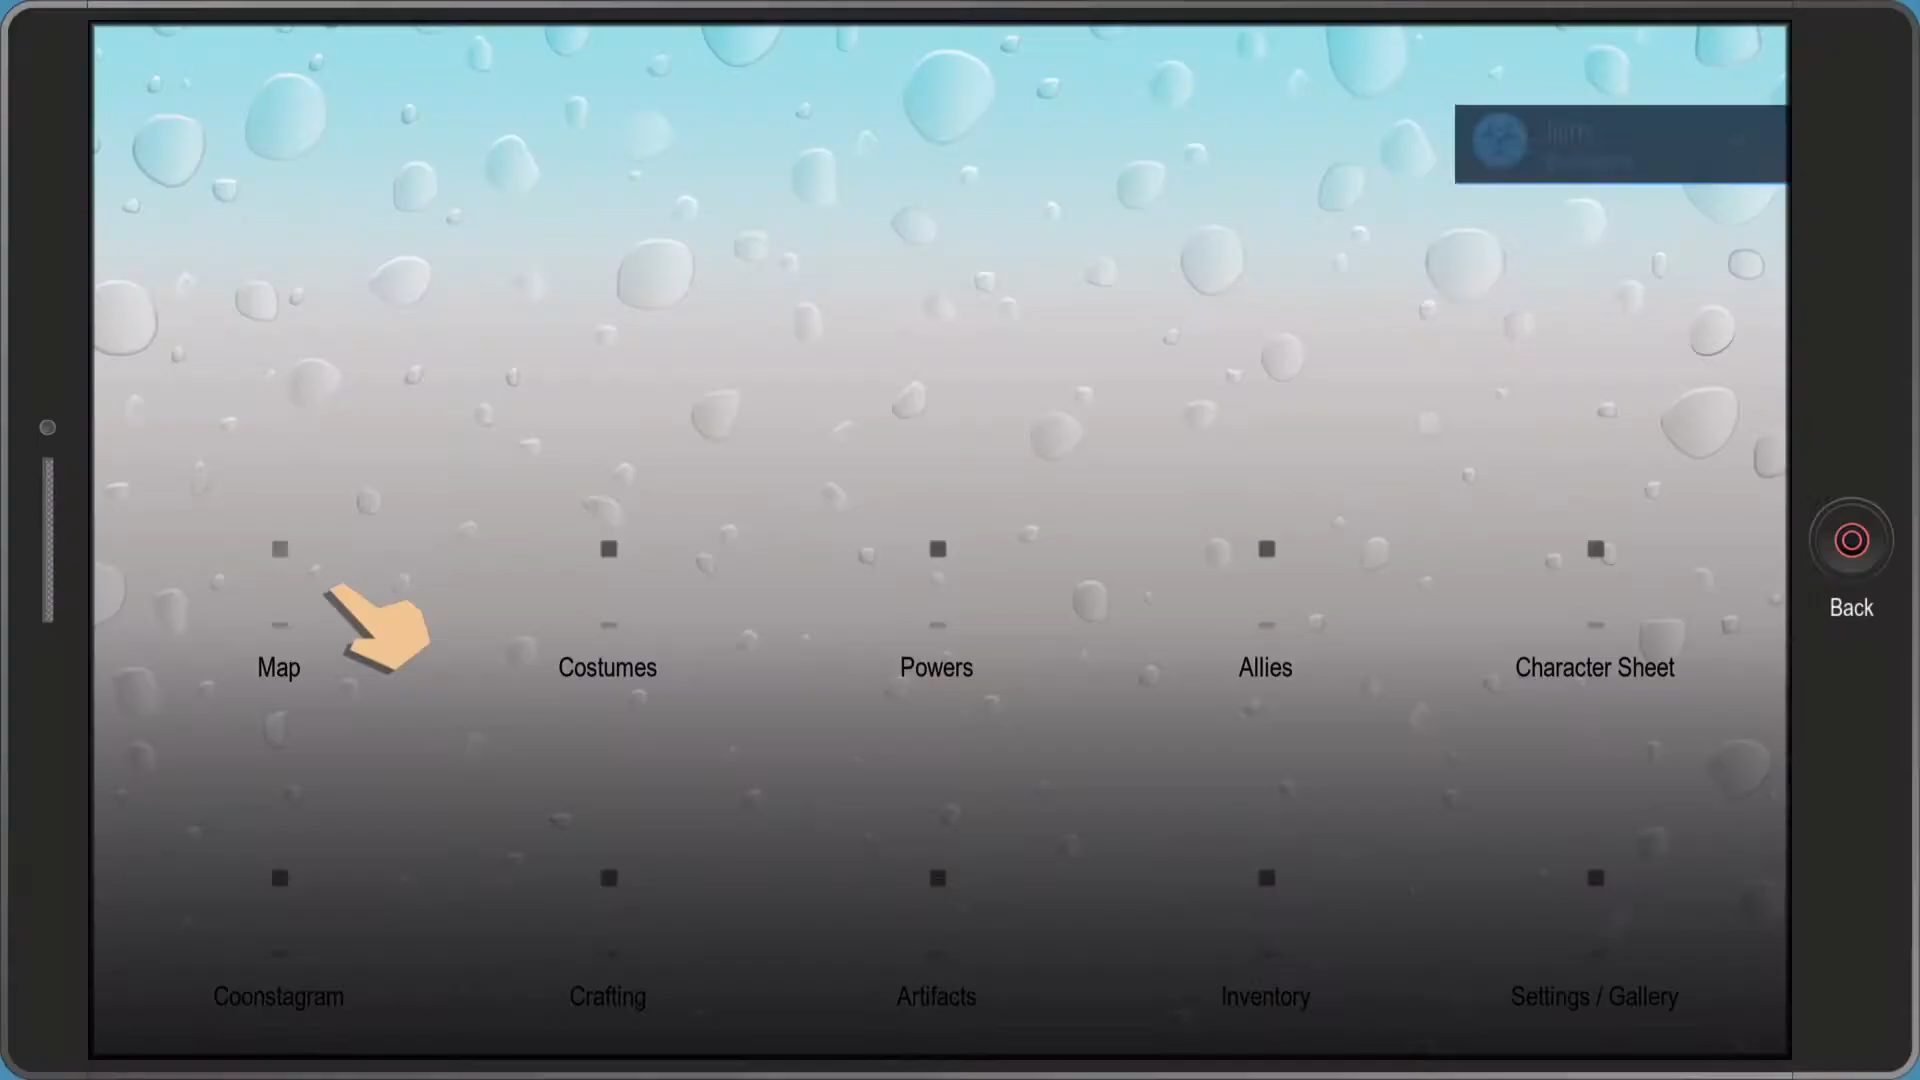 Back
Map
Costumes
Powers
Allies
Character Sheet
Coonstagram
Crafting
Artifacts
Inventory
Settings / Gallery